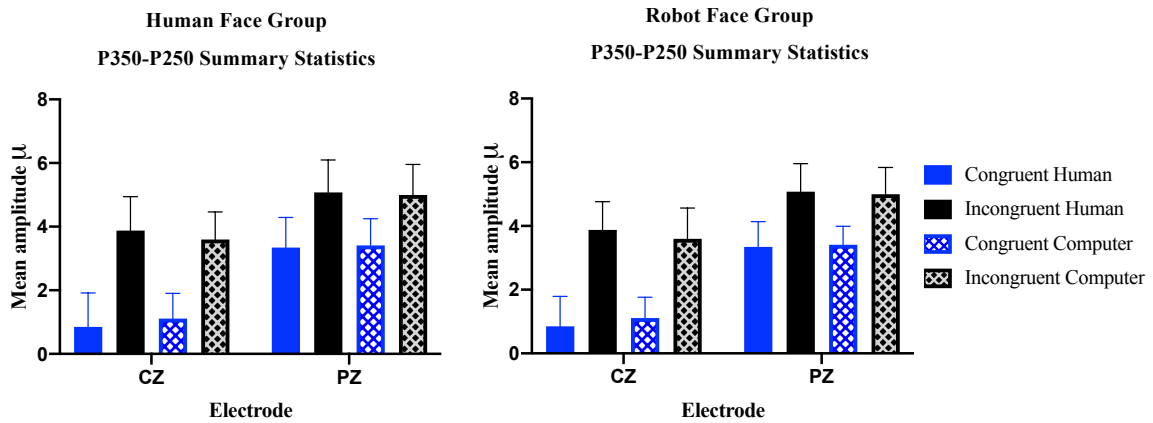 Human Face Group
P350-P250 Summary Statistics
8
6
4
2
0
Mean amplitude μ
CZ
PZ
Electrode
Robot Face Group
P350-P250 Summary Statistics
8
6
4
2
0
Mean amplitude μ
CZ
PZ
Electrode
Congruent Human
Incongruent Human
Congruent Computer
Incongruent Computer